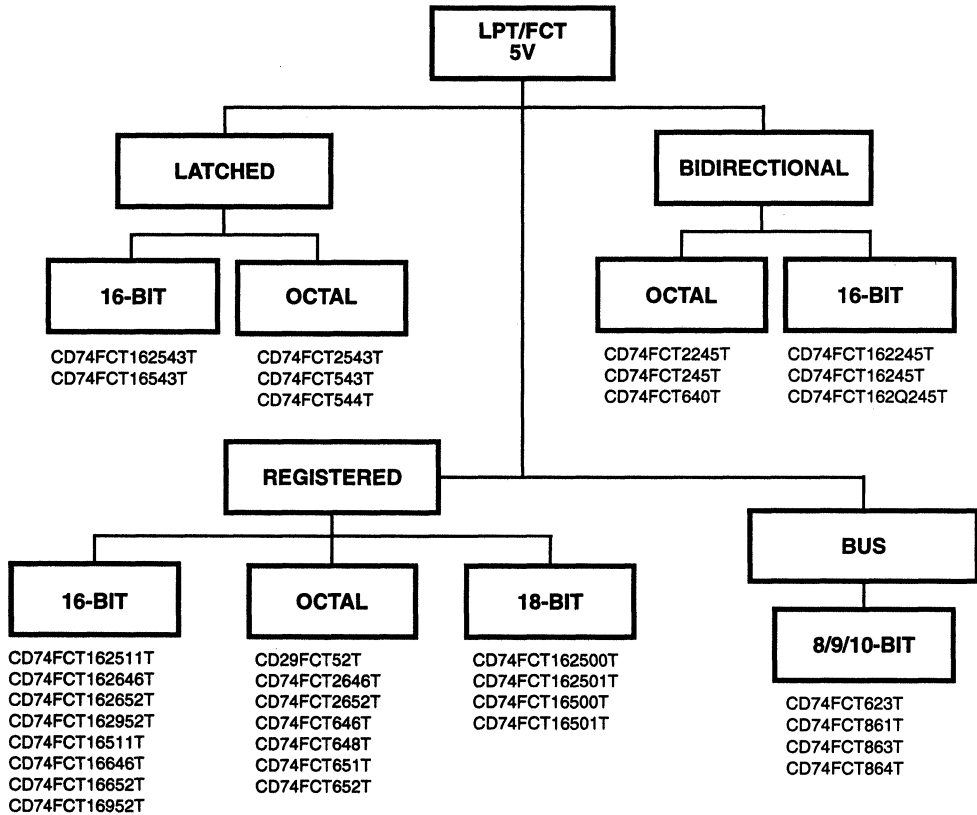 LPT/FCT
5V
LATCHED
BIDIRECTIONAL
16-BIT
OCTAL
OCTAL
16-BIT
CD74FCT162543T
CD74FCT16543T
CD74FCT2543T
CD74FCT543T
CD74FCT544T
CD74FCT2245T
CD74FCT245T
CD74FCT640T
CD74FCT162245T
CD74FCT16245T
CD74FCT162Q245T
REGISTERED
BUS
16-BIT
OCTAL
18-BIT
8/9/10-BIT
CD74FCT162511T
CD74FCT162646T
CD74FCT162652T
CD74FCT162952T
CD74FCT16511T
CD74FCT16646T
CD74FCT16652T
CD74FCT16952T
CD29FCT52T
CD74FCT2646T
CD74FCT2652T
CD74FCT646T
CD74FCT648T
CD74FCT651T
CD74FCT652T
CD74FCT162500T
CD74FCT162501T
CD74FCT16500T
CD74FCT16501T
CD74FCT623T
CD74FCT861T
CD74FCT863T
CD74FCT864T